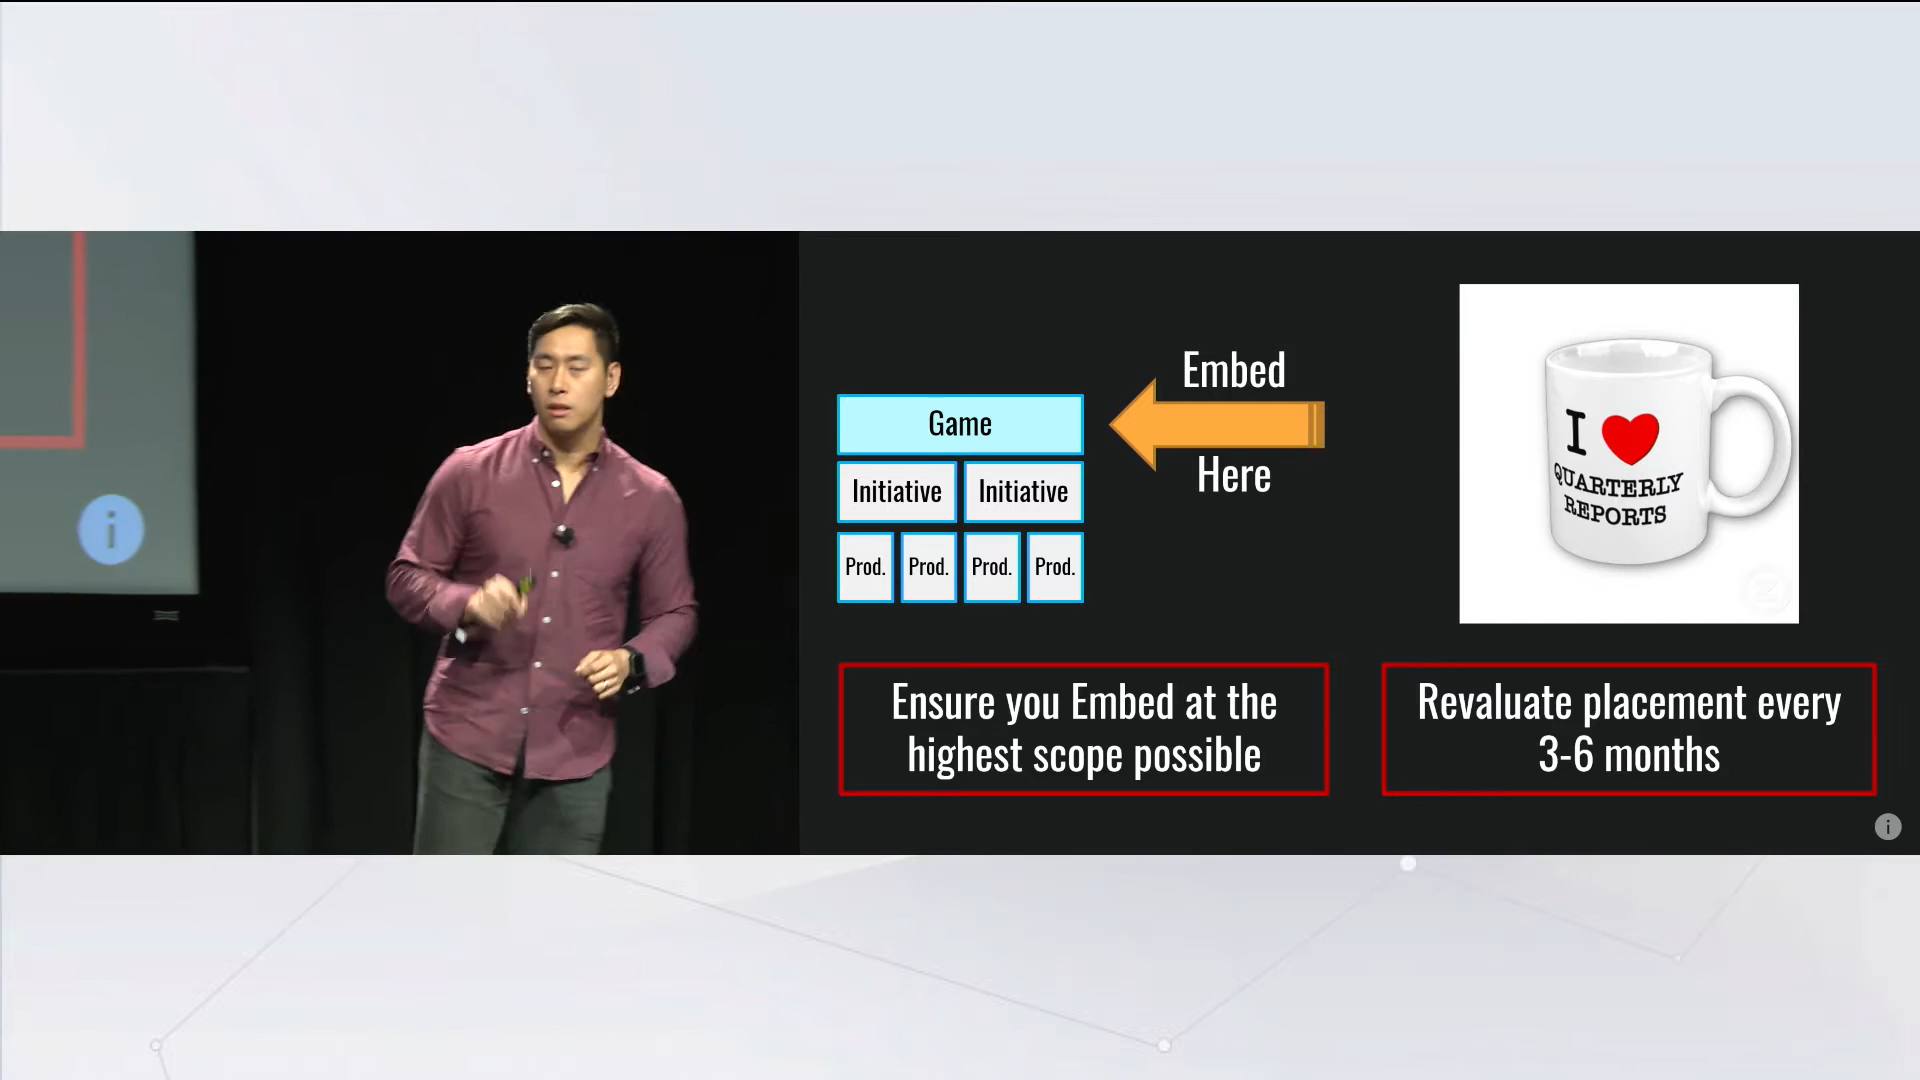 Embed
Game
Here
Initiative Initiative
Prod. Prod. Prod. Prod.
I
QUARTERLY
REPORTS
Ensure you Embed at the
highest scope possible
Revaluate placement every
3-6 months
i
i